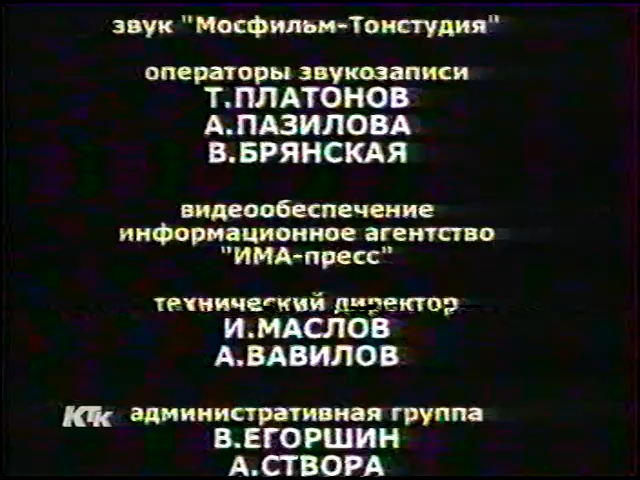 звук "Мосфильм-Тонстудия"
операторы звукозаписи
Т.ПЛАТОНОВ
А.ПАЗИЛОВА
В.БРЯНСКАЯ
видеообеспечение
информационное агентство
"ИМА-пресс"
технический директор
И.МАСЛОВ
А.ВАВИЛОВ
КТК
административная группа
В.ЕГОРШИН
А.СТВОРА